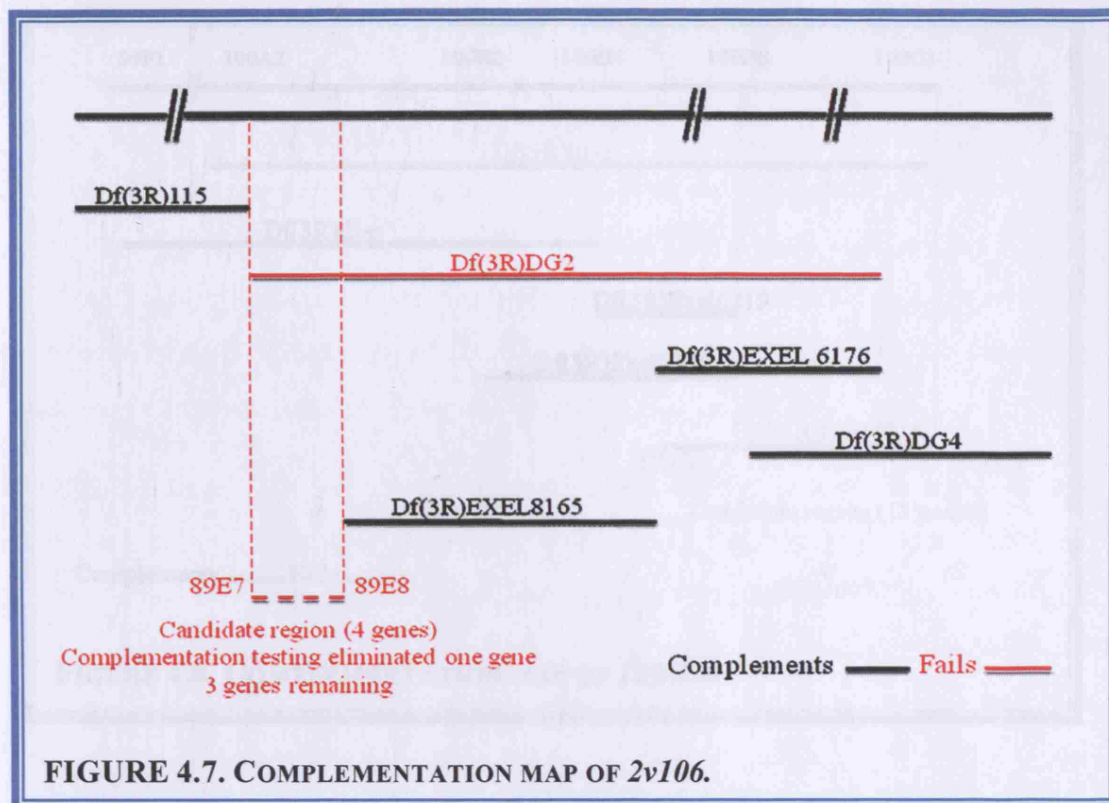 Df(3R)115
Df(3R)DG2
Df(3R)EXEL 6176
Df(3R)DG4
Df(3R)EXEL8165
89E7 89E8
Candidate region (4 genes)
Complementation testing eliminated one gene
3 genes remaining
Complements Fails
FIGURE 4.7. COMPLEMENTATION MAP OF 2v106.